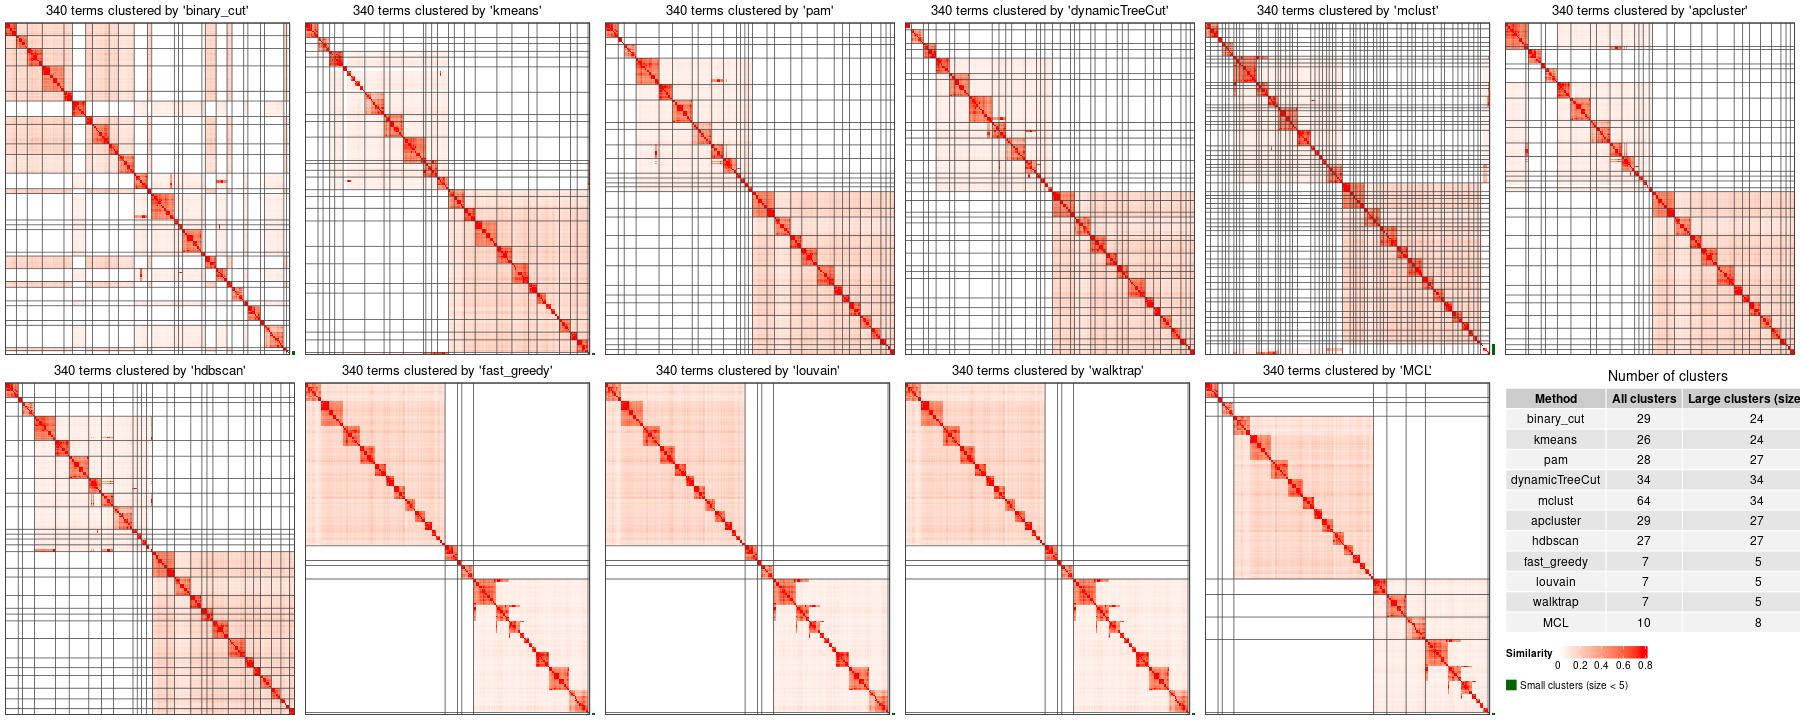 340 terms clustered by 'binary_cut'
340 terms clustered by 'kmeans'
340 terms clustered by 'pam'
340 terms clustered by 'dynamicTreeCut'
340 terms clustered by 'mclust'
340 terms clustered by 'apcluster'
340 terms clustered by 'hdbscan'
340 terms clustered by 'fast_greedy'
340 terms clustered by 'louvain'
340 terms clustered by 'walktrap'
340 terms clustered by 'MCL'
Number of clusters
Method All clusters Large clusters (size
binary_cut 29 24
kmeans 26 24
pam 28 27
dynamicTreeCut 34 34
mclust 64 34
apcluster 29 27
hdbscan 27 27
fast_greedy 7 5
louvain 7 5
walktrap 7 5
MCL 10 8
Similarity
0 0.2 0.4 0.6 0.8
Small clusters (size < 5)